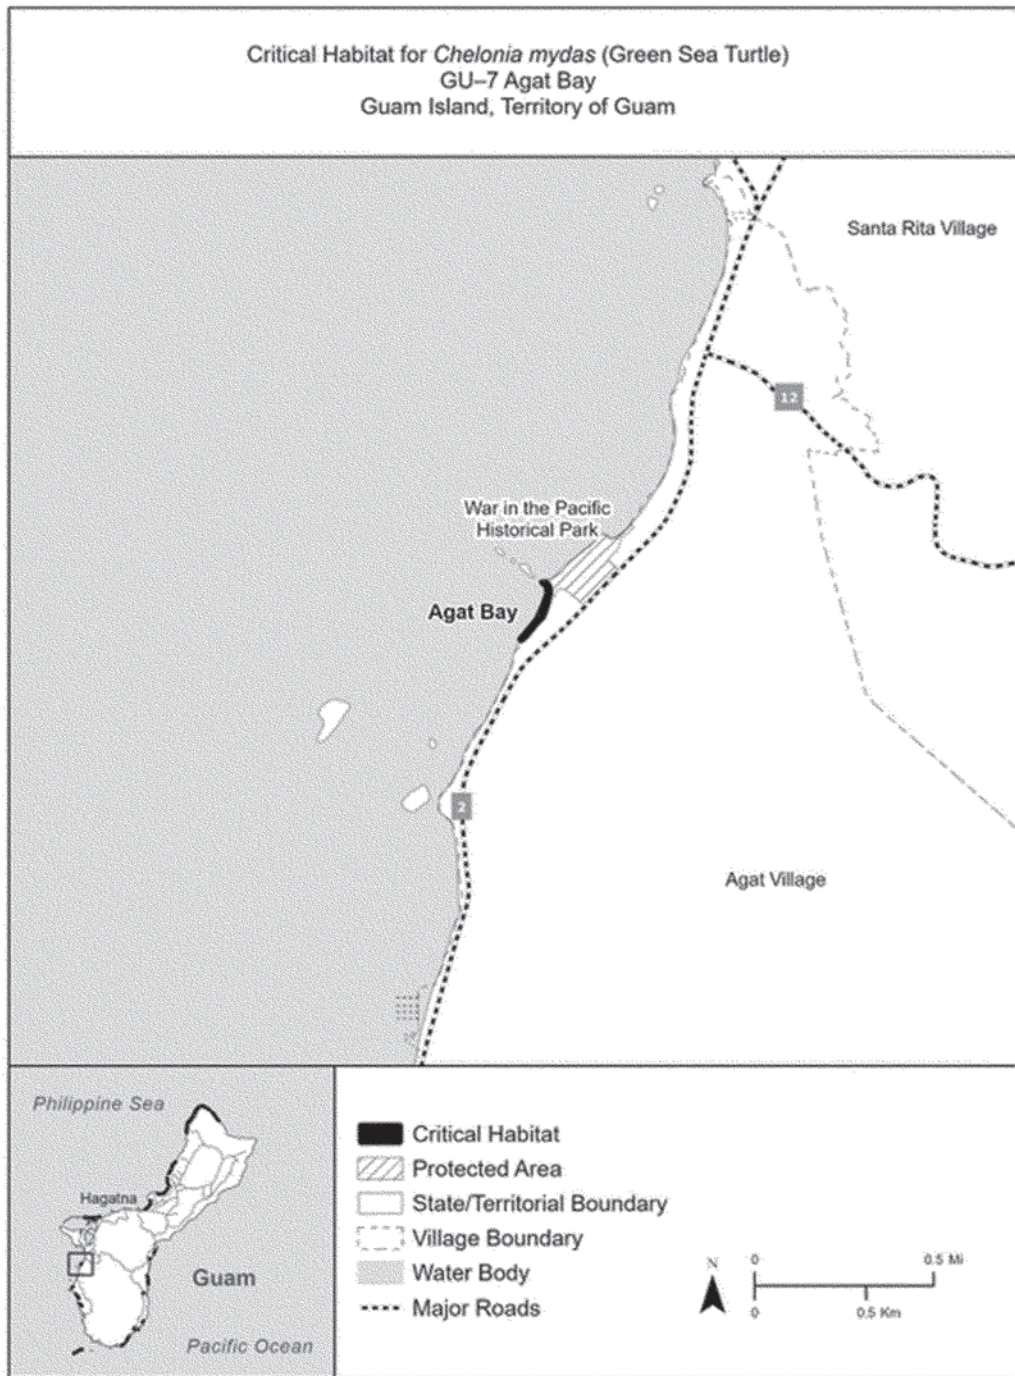 Critical Habitat for Chelonia mydas (Green Sea Turtle)
GU–7 Agat Bay
Guam Island, Territory of Guam
Santa Rita Village
12
War in the Pacific
Historical Park
Agat Bay
2
Agat Village
Philippine Sea
Hagatna
Guam
Pacific Ocean
Critical Habitat
Protected Area
State/Territorial Boundary
Village Boundary
Water Body
Major Roads
N
0 0.5 Mi
0 0.5 Km